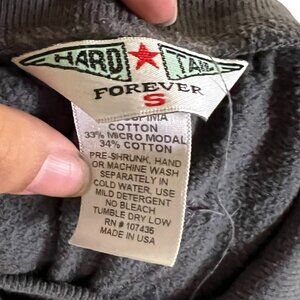 HARD TAIL
FOREVER
S
COTTON
33% MICRO MODAL
34% COTTON
PRE-SHRUNK, HAND
OR MACHINE WASH
SEPARATELY IN
COLD WATER, USE
MILD DETERGENT
NO BLEACH
TUMBLE DRY LOW
RN # 107436
MADE IN USA